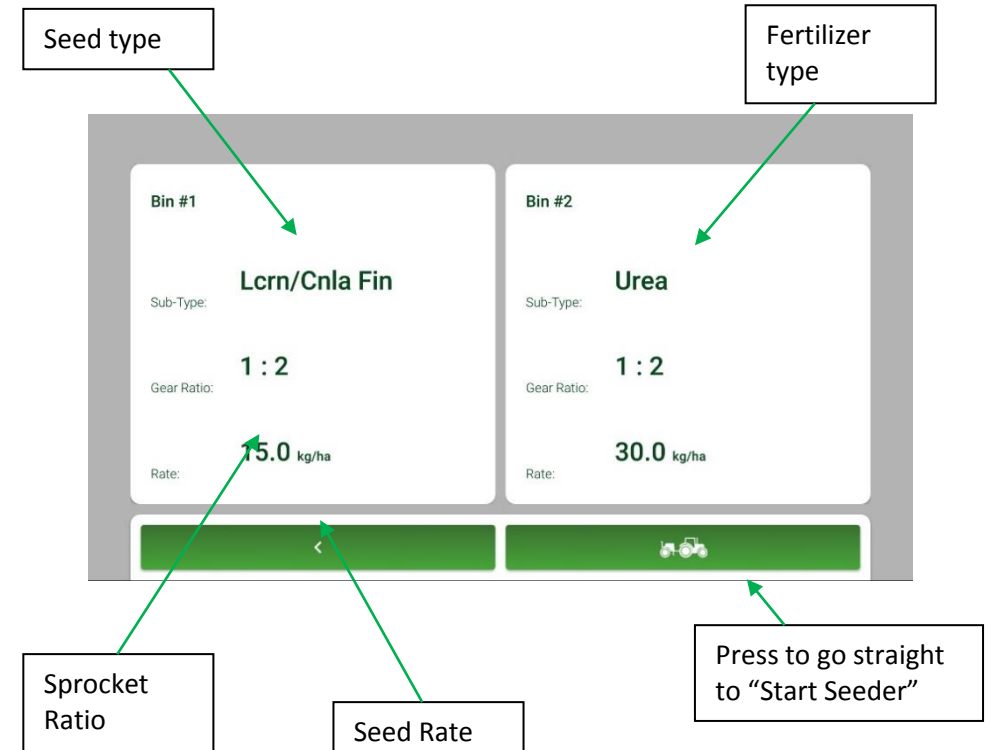 Seed type
Fertilizer
type
Bin #1
Lcrn/Cnla Fin
Sub-Type:
1 : 2
Gear Ratio:
15.0 kg/ha
Rate:
Bin #2
Urea
Sub-Type:
1 : 2
Gear Ratio:
30.0 kg/ha
Rate:
<
Sprocket
Ratio
Seed Rate
Press to go straight
to “Start Seeder”